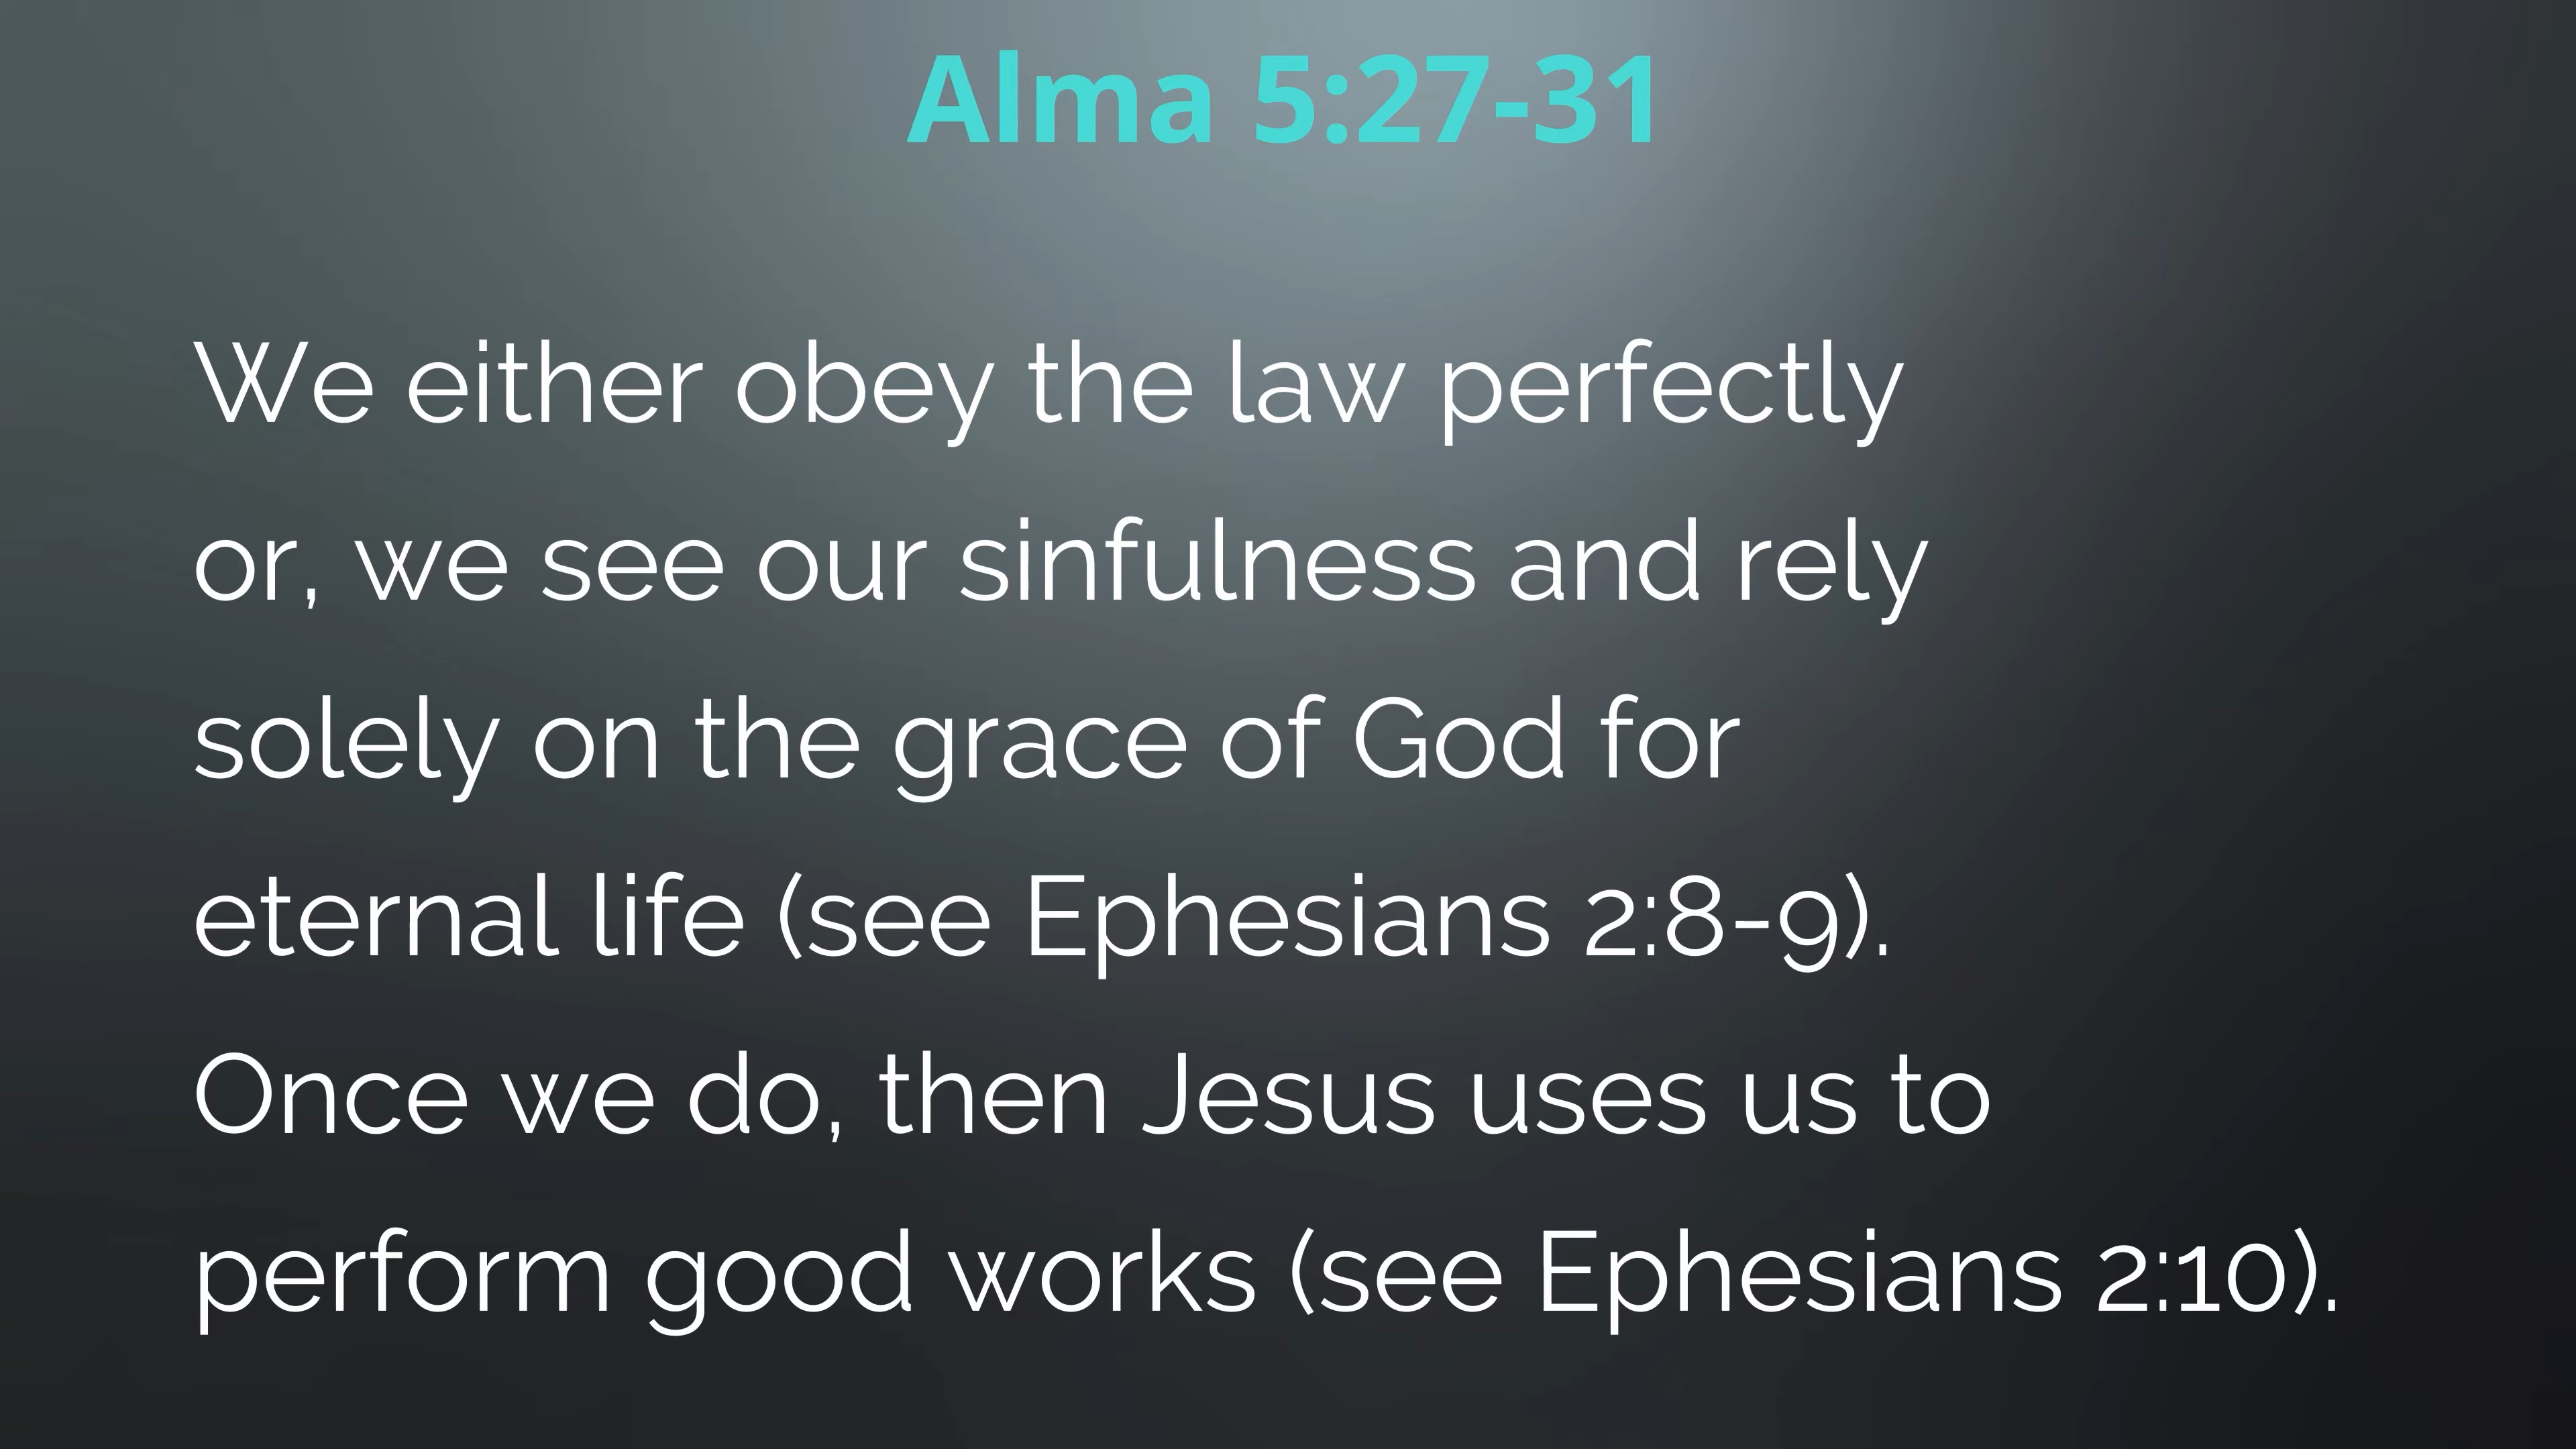 Alma 5:27-31
We either obey the law perfectly
or, we see our sinfulness and rely
solely on the grace of God for
eternal life (see Ephesians 2:8-9).
Once we do, then Jesus uses us to
perform good works (see Ephesians 2:10).